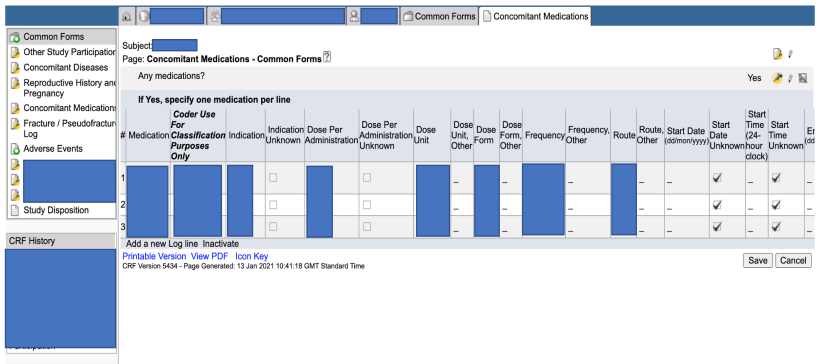 Common Forms
Concomitant Medications
Common Forms
Other Study Participation
Concomitant Diseases
Reproductive History and
Pregnancy
Concomitant Medications
Fracture / Pseudofracture
Log
Adverse Events
Study Disposition
CRF History
Subject:
Page: Concomitant Medications - Common Forms ?
Any medications?
Yes
If Yes, specify one medication per line
# Medication
Coder Use For Classification Purposes Only
Indication
Indication Unknown
Dose Per Administration
Dose Per Administration Unknown
Dose Unit
Dose Unit, Other
Dose Form
Dose Form, Other
Frequency
Frequency, Other
Route
Route, Other
Start Date (dd/mon/yyyy)
Start Date Unknown
Start Time (24-hour clock)
Start Time Unknown
1 _ _ _ _ _ _ _
2 _ _ _ _ _ _ _
3 _ _ _ _ _ _ _
Add a new Log line Inactivate
Printable Version View PDF Icon Key
CRF Version 5434 - Page Generated: 13 Jan 2021 10:41:18 GMT Standard Time
Save Cancel